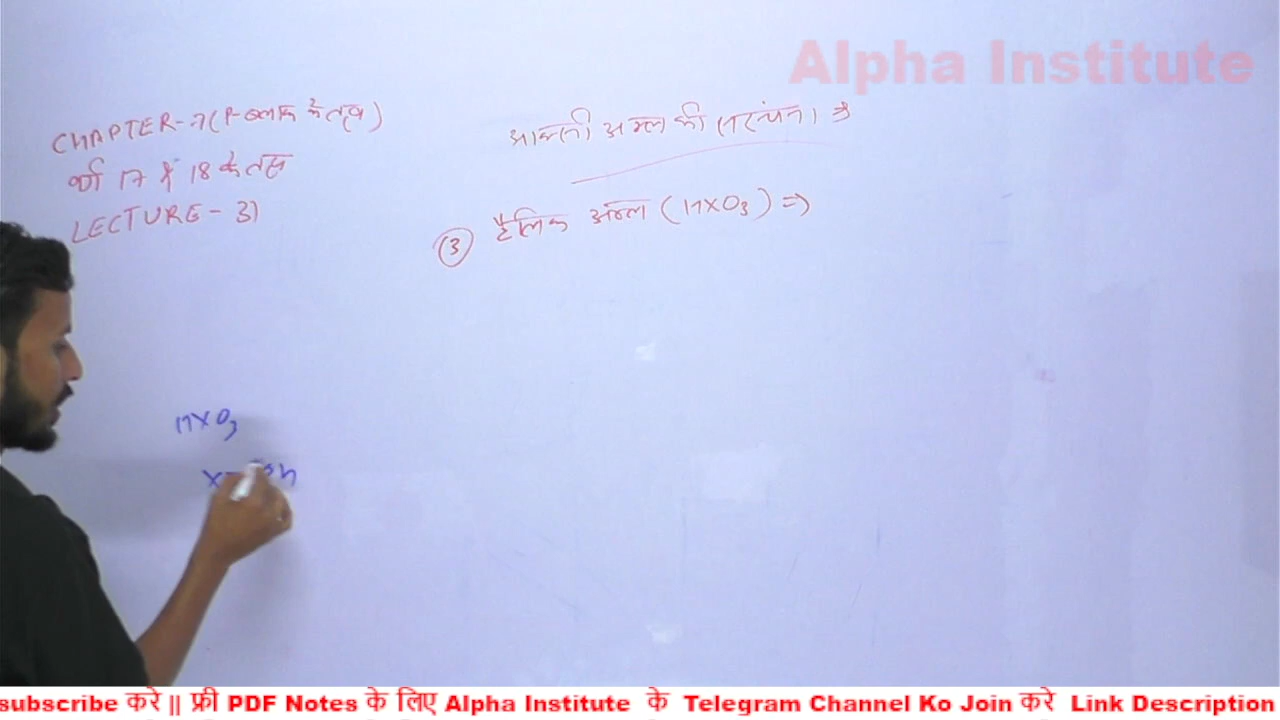 Alpha Institute
CHAPTER-7(P-ब्लाक के तत्व)
वर्ग 17 & 18 के तत्व
LECTURE-31
आक्सी अम्ल की संरचना ⇒
(3) हैलिक अम्ल (HXO3) ⇒
HXO3
subscribe करे || फ्री PDF Notes के लिए Alpha Institute के Telegram Channel Ko Join करे Link Description